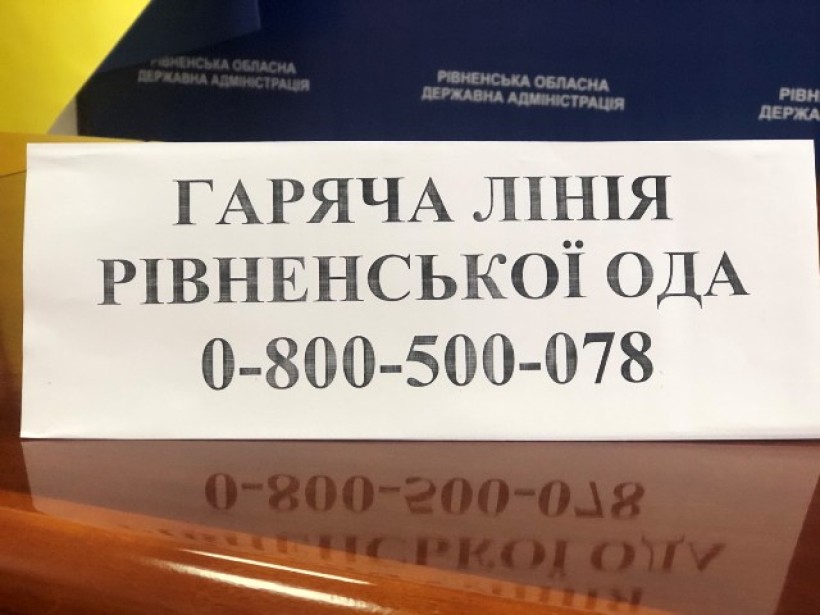 РІВНЕНСЬКА ОБЛАСНА
ДЕРЖАВНА АДМІНІСТРАЦІЯ
РІВНЕНСЬКА ОБЛАСНА
ДЕРЖАВНА АДМІНІСТРАЦІЯ
ГАРЯЧА ЛІНІЯ
РІВНЕНСЬКОЇ ОДА
0-800-500-078